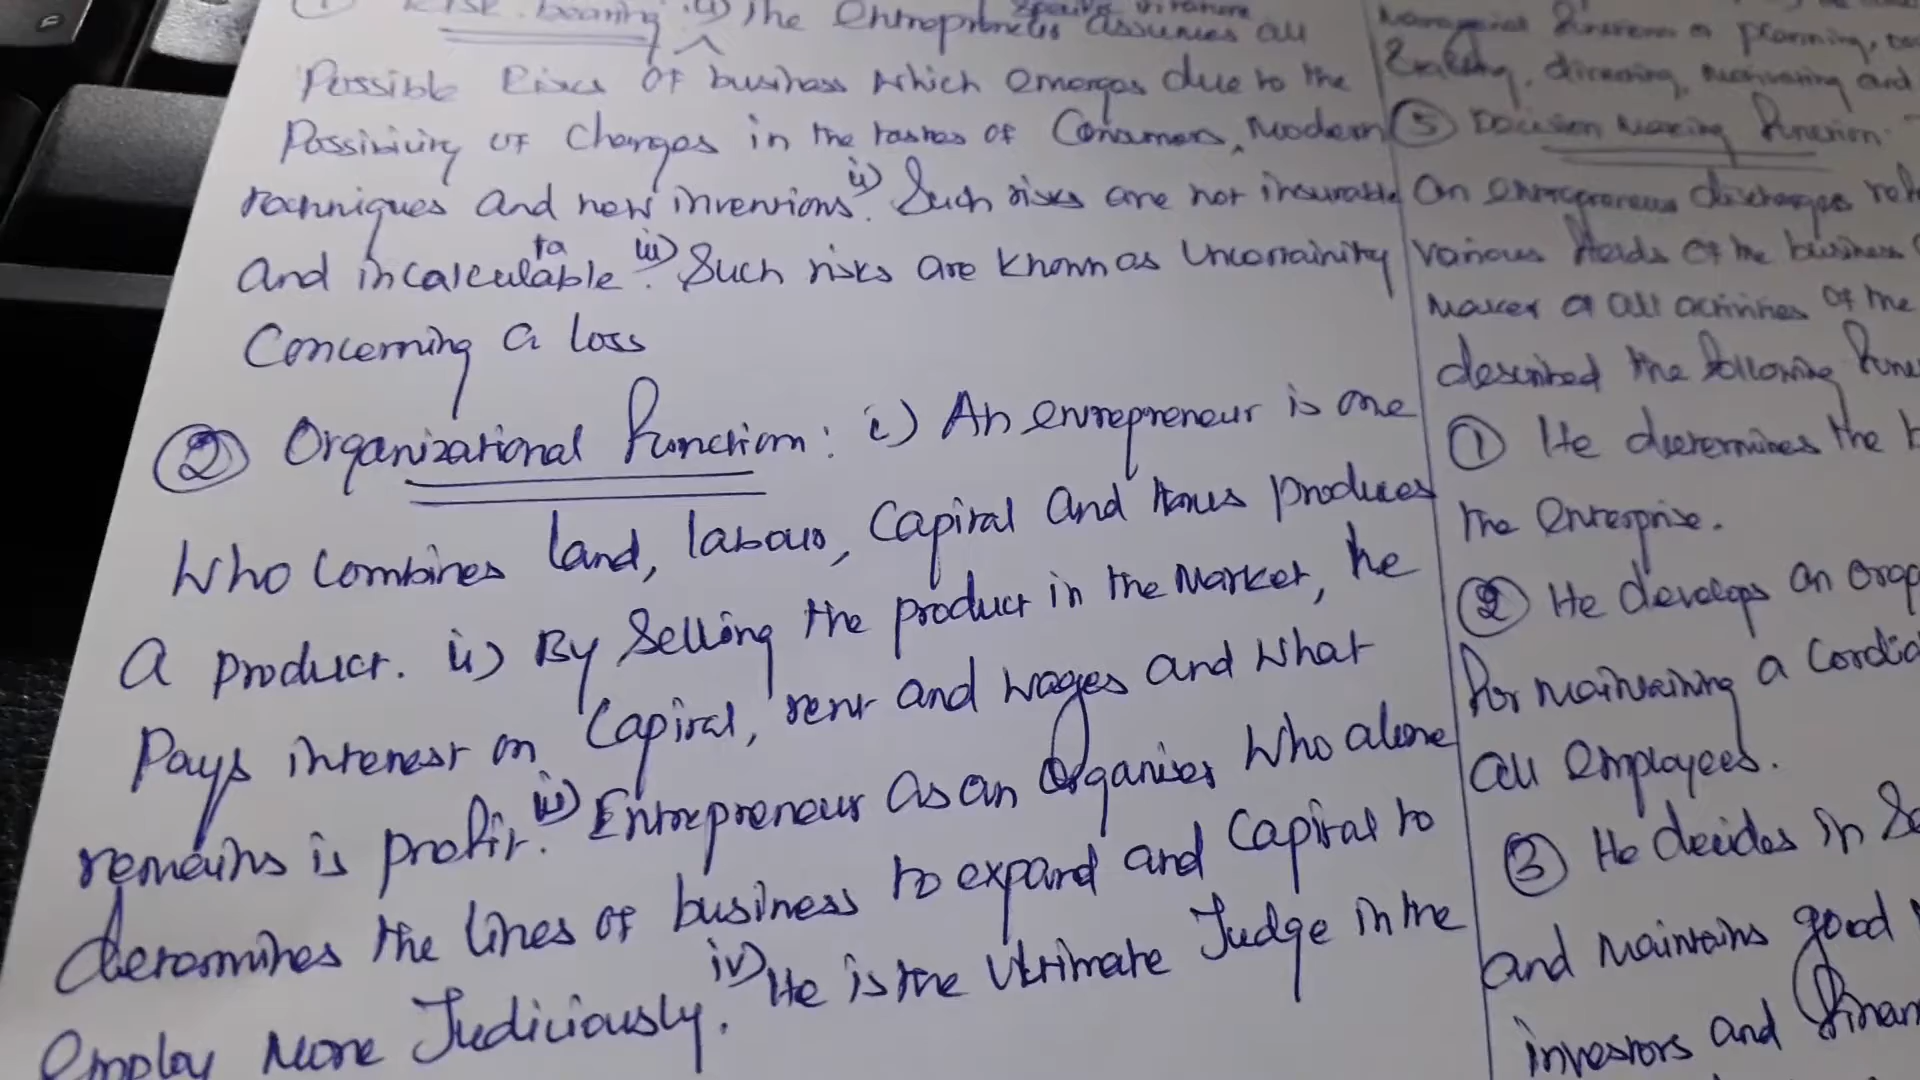 ① Risk bearing: i) The Entrepreneur assumes all
Possible Risks of business which emerges due to the
Possibility of changes in the tastes of Consumers, Modern
techniques and new inventions. ii) Such risks are not insurable
and incalculable. iii) Such risks are known as Uncertainity
Concerning a loss
② Organizational function: i) An entrepreneur is one
who combines land, labour, Capital and thus produces
a product. ii) By Selling the product in the Market, he
Pays interest on Capital, rent and wages and what
remains is profit. iii) Entrepreneur as an Organiser who alone
determines the lines of business to expand and Capital to
employ more Judiciously. iv) He is the Ultimate Judge in the
Managerial functions planning,
directing, motivating and
⑤ Decision Making function:
An entrepreneur discharges
various of the business
maker of all activities of the
described the following
① He determines the
the enterprise.
② He develops an
for maintaining a
all employees.
③ He decides in
and maintains good
investors and